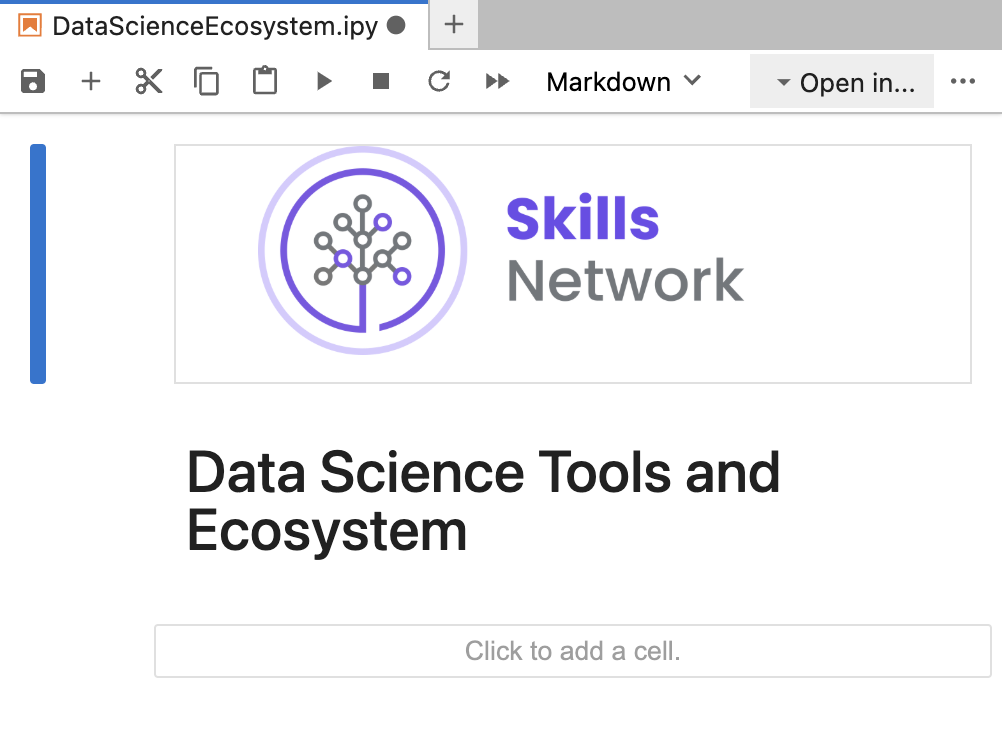 DataScienceEcosystem.ipy
Markdown
Open in...
Skills
Network
Data Science Tools and
Ecosystem
Click to add a cell.